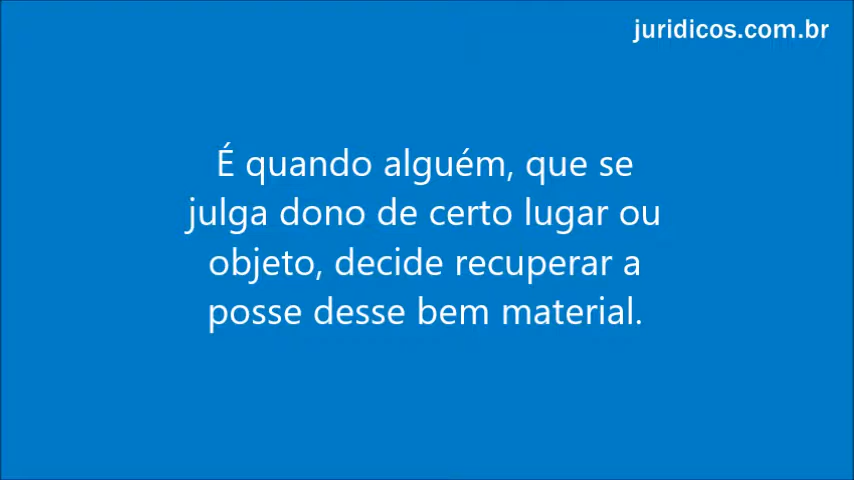 juridicos.com.br
É quando alguém, que se
julga dono de certo lugar ou
objeto, decide recuperar a
posse desse bem material.